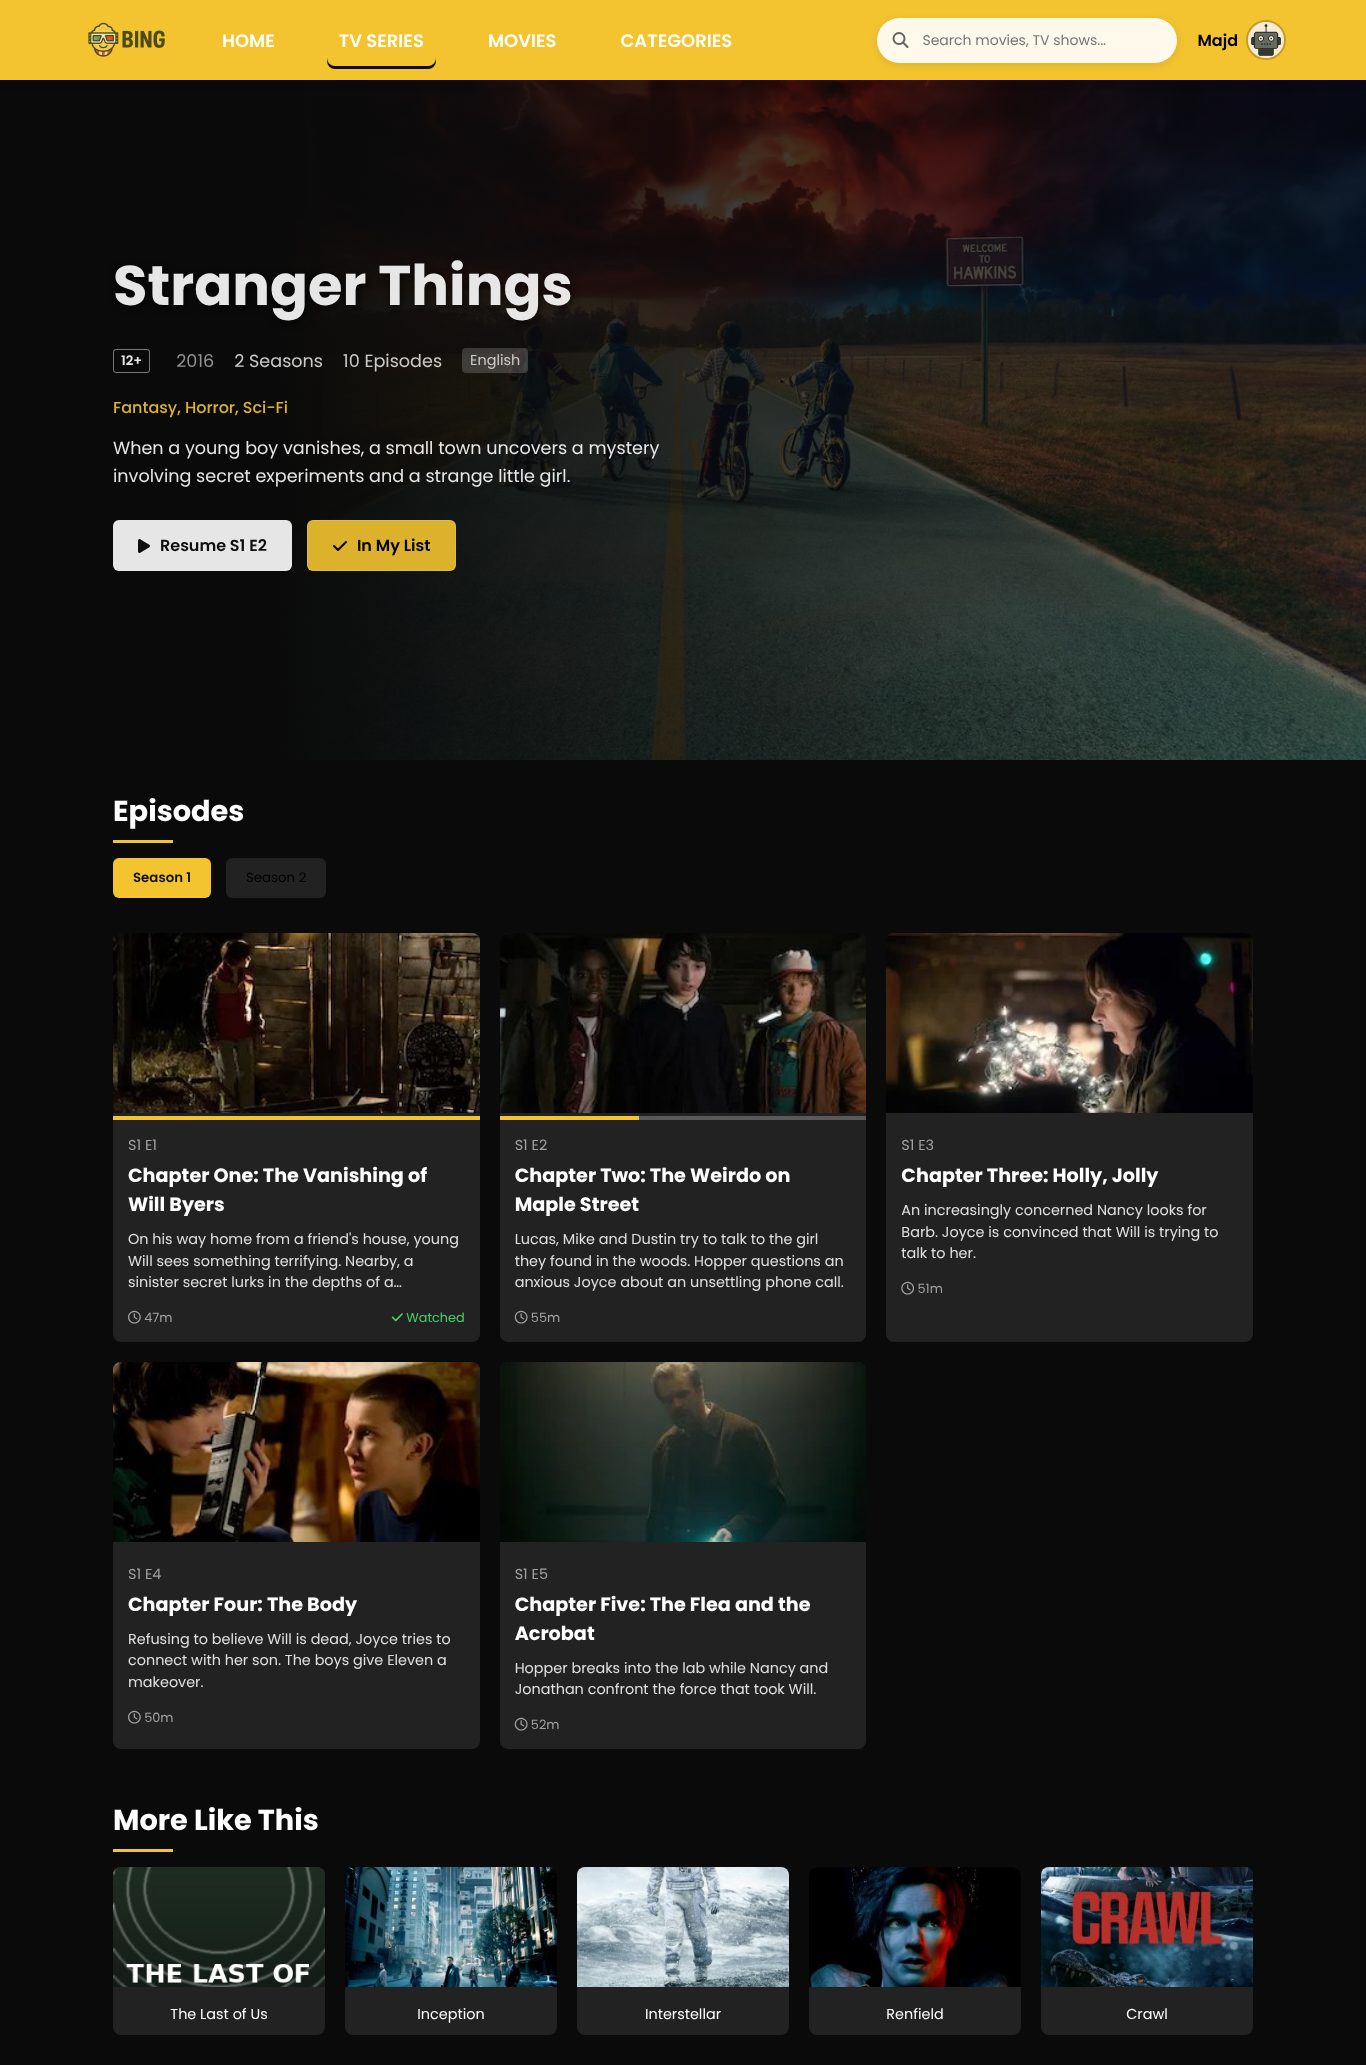 BING
HOME
TV SERIES
MOVIES
CATEGORIES
Search movies, TV shows...
Majd
WELCOME
TO
HAWKINS
Stranger Things
12+
2016
2 Seasons
10 Episodes
English
Fantasy, Horror, Sci-Fi
When a young boy vanishes, a small town uncovers a mystery
involving secret experiments and a strange little girl.
Resume S1 E2
In My List
Episodes
Season 1
Season 2
S1 E1
Chapter One: The Vanishing of
Will Byers
On his way home from a friend's house, young
Will sees something terrifying. Nearby, a
sinister secret lurks in the depths of a...
47m
Watched
S1 E2
Chapter Two: The Weirdo on
Maple Street
Lucas, Mike and Dustin try to talk to the girl
they found in the woods. Hopper questions an
anxious Joyce about an unsettling phone call.
55m
S1 E3
Chapter Three: Holly, Jolly
An increasingly concerned Nancy looks for
Barb. Joyce is convinced that Will is trying to
talk to her.
51m
S1 E4
Chapter Four: The Body
Refusing to believe Will is dead, Joyce tries to
connect with her son. The boys give Eleven a
makeover.
50m
S1 E5
Chapter Five: The Flea and the
Acrobat
Hopper breaks into the lab while Nancy and
Jonathan confront the force that took Will.
52m
More Like This
THE LAST OF
The Last of Us
Inception
Interstellar
Renfield
CRAWL
Crawl